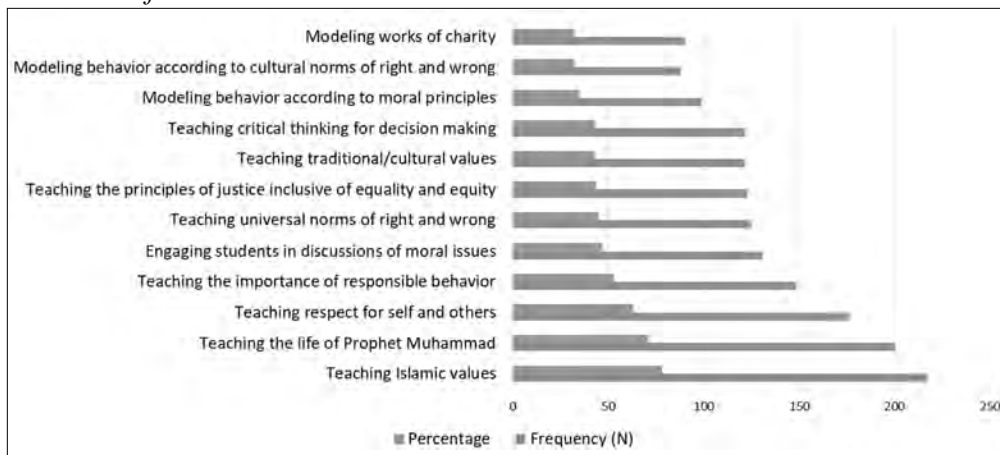 Modeling works of charity
Modeling behavior according to cultural norms of right and wrong
Modeling behavior according to moral principles
Teaching critical thinking for decision making
Teaching traditional/cultural values
Teaching the principles of justice inclusive of equality and equity
Teaching universal norms of right and wrong
Engaging students in discussions of moral issues
Teaching the importance of responsible behavior
Teaching respect for self and others
Teaching the life of Prophet Muhammad
Teaching Islamic values
0 50 100 150 200 250
Percentage Frequency (N)